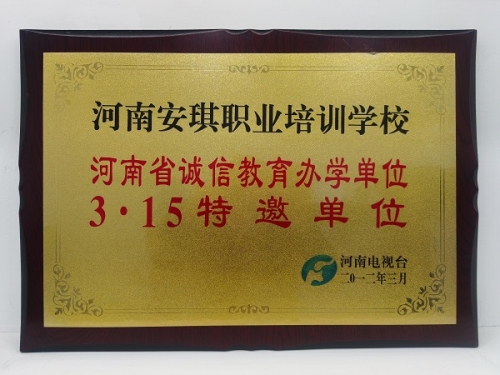 河南安琪职业培训学校
河南省诚信教育办学单位
3·15特邀单位
河南电视台
二0一二年三月